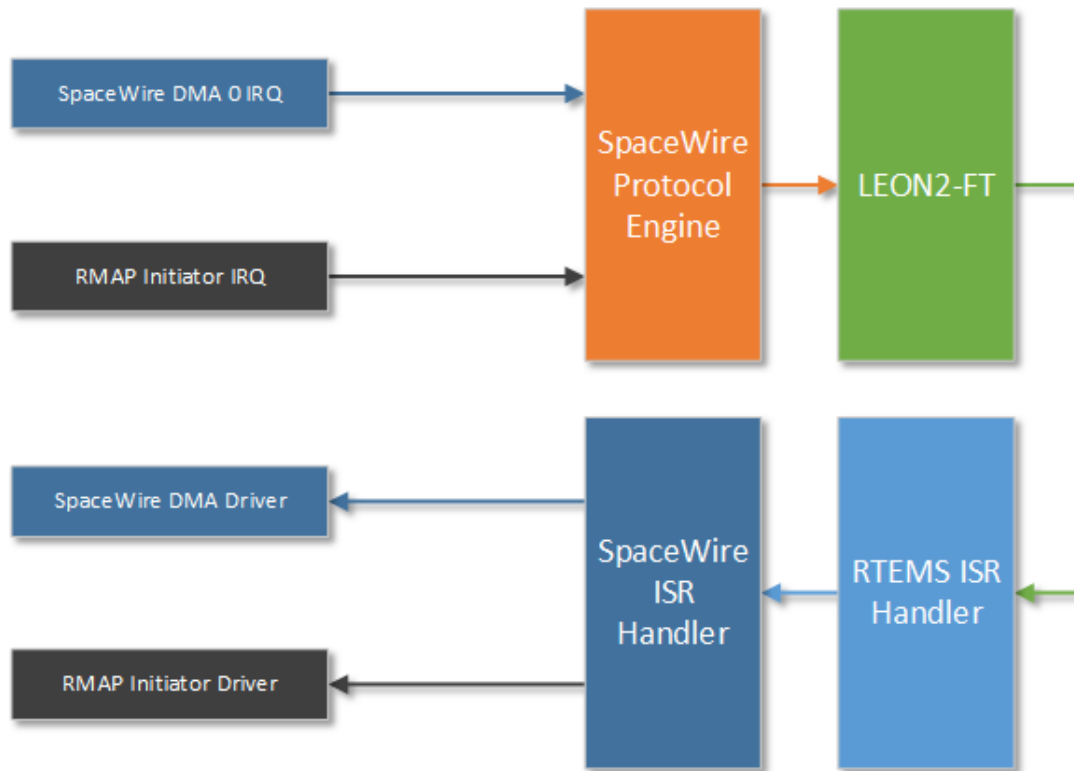 SpaceWire DMA 0 IRQ
SpaceWire
Protocol
Engine
LEON2-FT
RMAP Initiator IRQ
SpaceWire DMA Driver
SpaceWire
ISR
Handler
RTEMS ISR
Handler
RMAP Initiator Driver